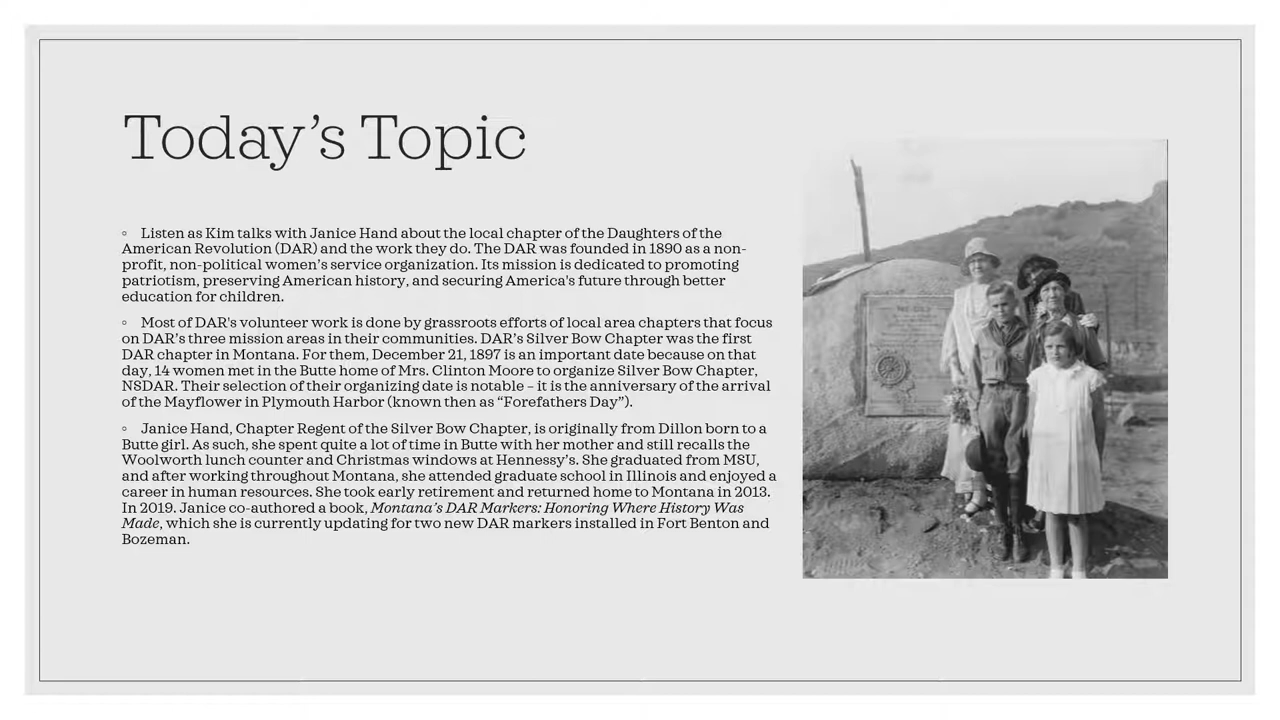 Today's Topic
◦ Listen as Kim talks with Janice Hand about the local chapter of the Daughters of the
American Revolution (DAR) and the work they do. The DAR was founded in 1890 as a non-
profit, non-political women's service organization. Its mission is dedicated to promoting
patriotism, preserving American history, and securing America's future through better
education for children.
◦ Most of DAR's volunteer work is done by grassroots efforts of local area chapters that focus
on DAR's three mission areas in their communities. DAR's Silver Bow Chapter was the first
DAR chapter in Montana. For them, December 21, 1897 is an important date because on that
day, 14 women met in the Butte home of Mrs. Clinton Moore to organize Silver Bow Chapter,
NSDAR. Their selection of their organizing date is notable – it is the anniversary of the arrival
of the Mayflower in Plymouth Harbor (known then as “Forefathers Day”).
◦ Janice Hand, Chapter Regent of the Silver Bow Chapter, is originally from Dillon born to a
Butte girl. As such, she spent quite a lot of time in Butte with her mother and still recalls the
Woolworth lunch counter and Christmas windows at Hennessy's. She graduated from MSU,
and after working throughout Montana, she attended graduate school in Illinois and enjoyed a
career in human resources. She took early retirement and returned home to Montana in 2013.
In 2019. Janice co-authored a book, Montana's DAR Markers: Honoring Where History Was
Made, which she is currently updating for two new DAR markers installed in Fort Benton and
Bozeman.